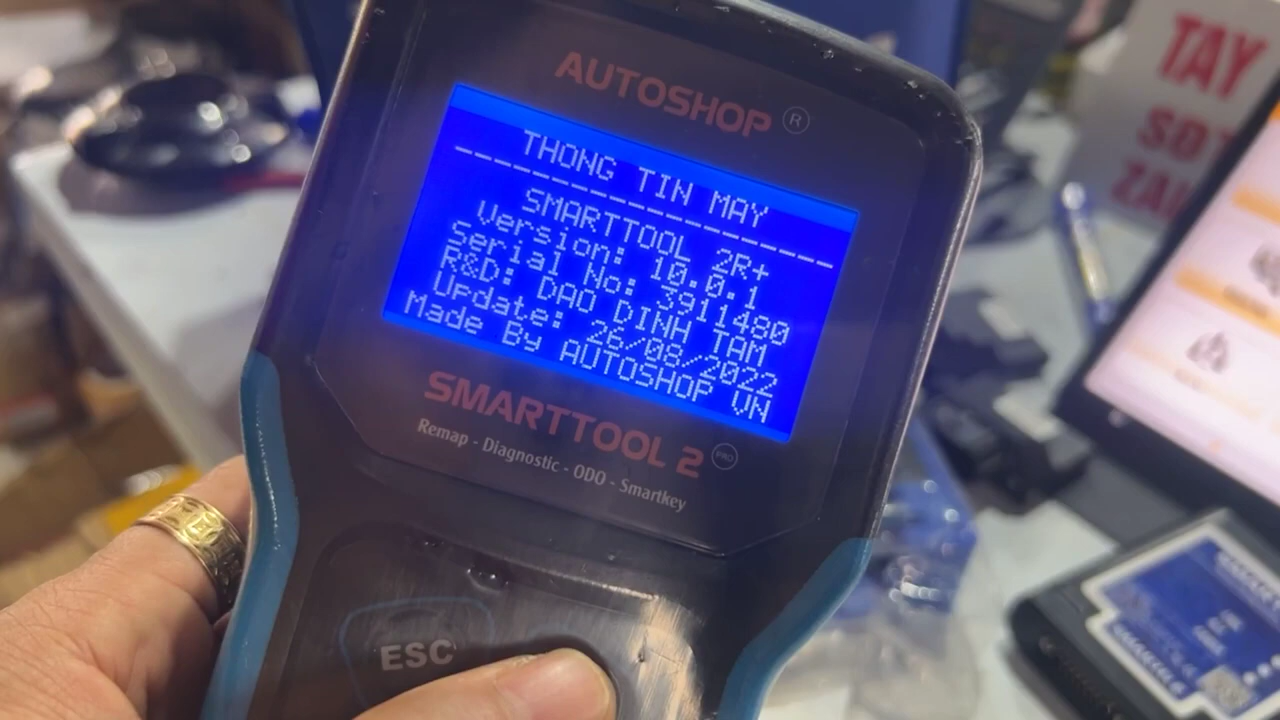 AUTOSHOP ®
THONG TIN MAY
--------------------
SMARTTOOL 2R+
Version: 10.0.1
Serial No: 3911480
R&D: DAO DINH TAM
Update: 26/08/2022
Made By AUTOSHOP VN
SMARTTOOL 2 PRO
Remap - Diagnostic - ODO - Smartkey
ESC
TAY